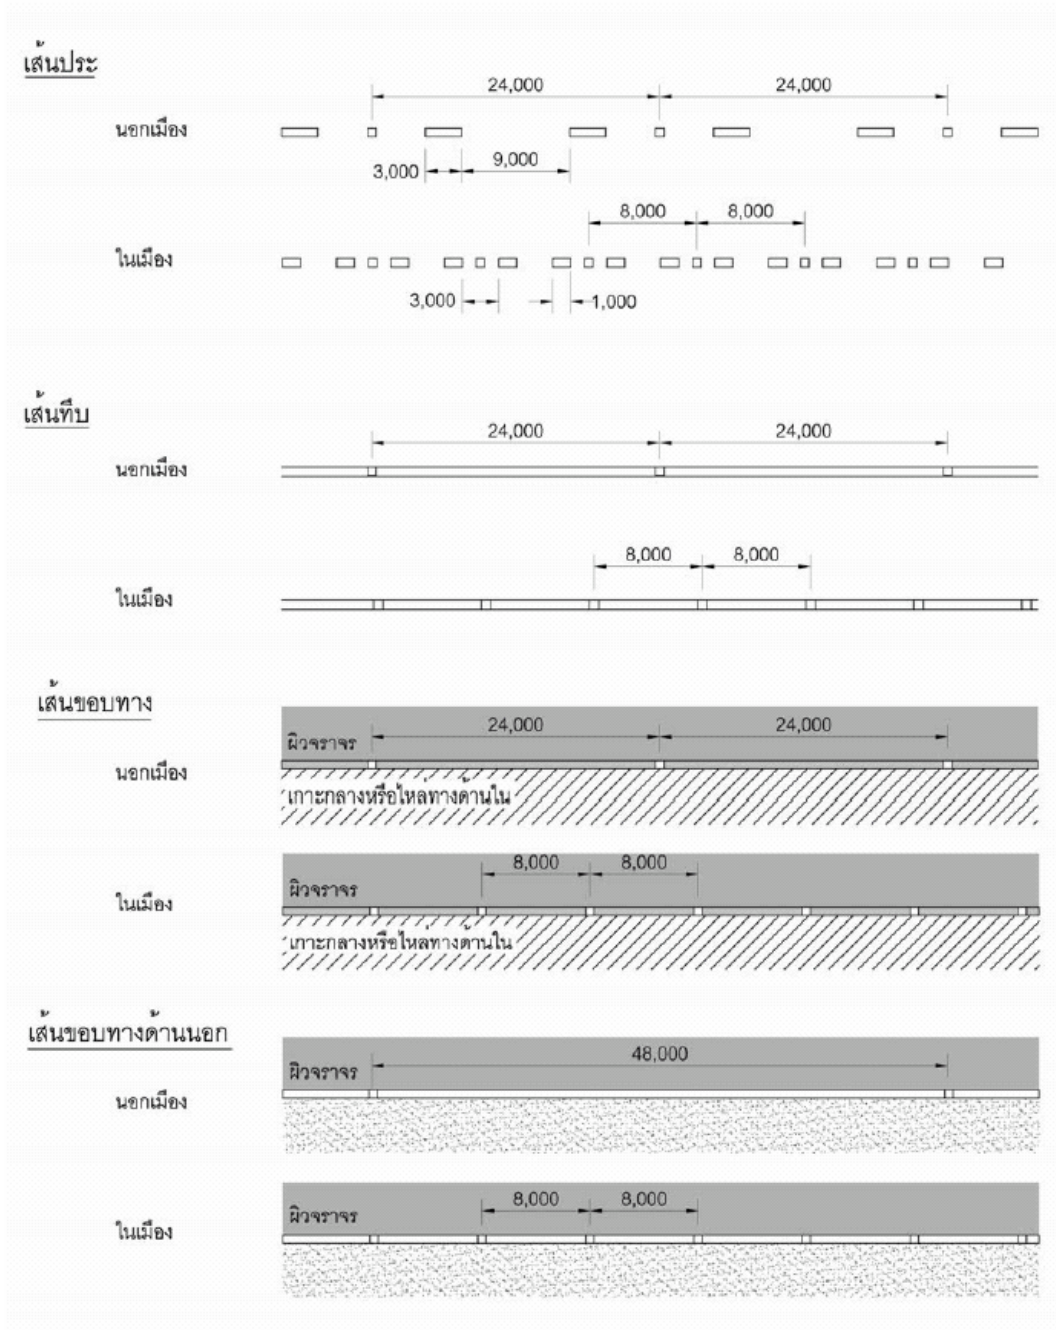 เส้นประ
24,000 24,000
นอกเมือง
3,000 9,000
8,000 8,000
ในเมือง
3,000 1,000
เส้นทึบ
24,000 24,000
นอกเมือง
8,000 8,000
ในเมือง
เส้นขอบทาง
24,000 24,000
ผิวจราจร
นอกเมือง
เกาะกลางหรือไหล่ทางด้านใน
8,000 8,000
ผิวจราจร
ในเมือง
เกาะกลางหรือไหล่ทางด้านใน
เส้นขอบทางด้านนอก
48,000
ผิวจราจร
นอกเมือง
8,000 8,000
ผิวจราจร
ในเมือง